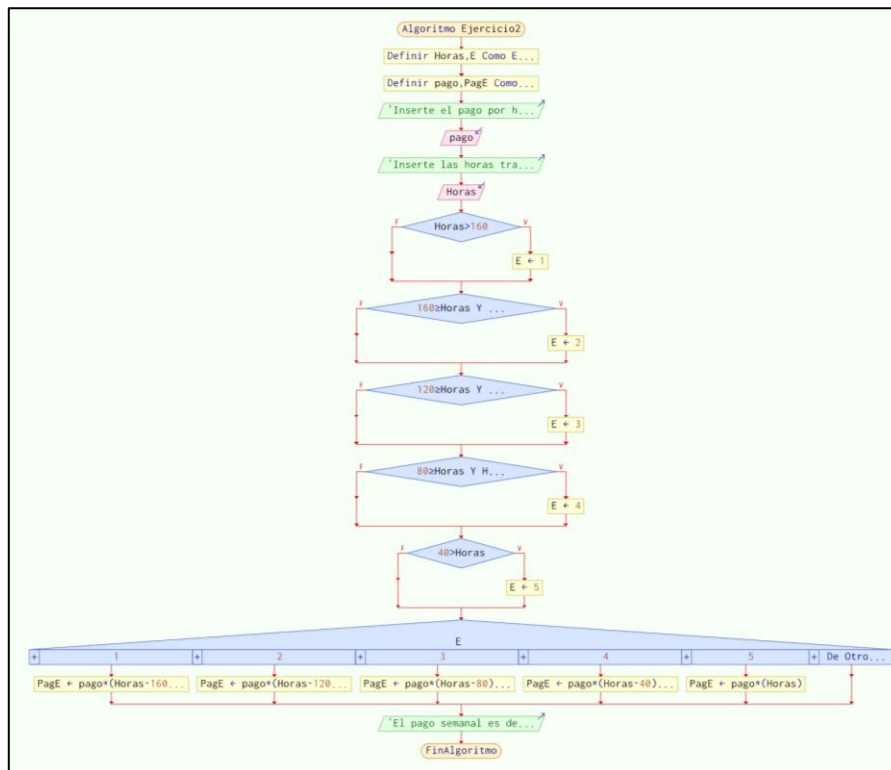 Algoritmo Ejercicio2
Definir Horas,E Como E...
Definir pago,PagE Como...
'Inserte el pago por h...
pago
'Inserte las horas tra...
Horas
Horas>160
F V
E ← 1
160≥Horas Y ...
F V
E ← 2
120≥Horas Y ...
F V
E ← 3
80≥Horas Y H...
F V
E ← 4
40>Horas
F V
E ← 5
E
+ 1 + 2 + 3 + 4 + 5 + De Otro...
PagE ← pago*(Horas-160... PagE ← pago*(Horas-120... PagE ← pago*(Horas-80)... PagE ← pago*(Horas-40)... PagE ← pago*(Horas)
'El pago semanal es de...
FinAlgoritmo